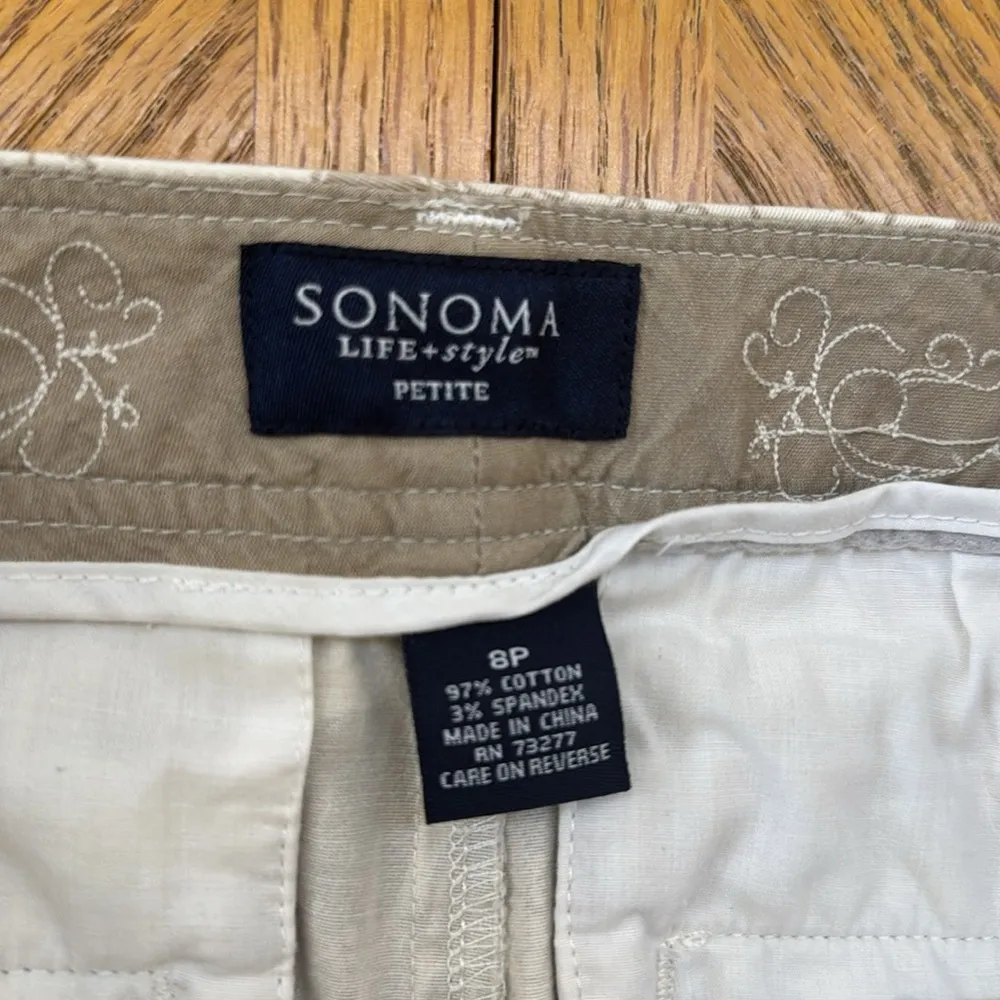 SONOMA
LIFE+style™
PETITE
8P
97% COTTON
3% SPANDEX
MADE IN CHINA
RN 73277
CARE ON REVERSE